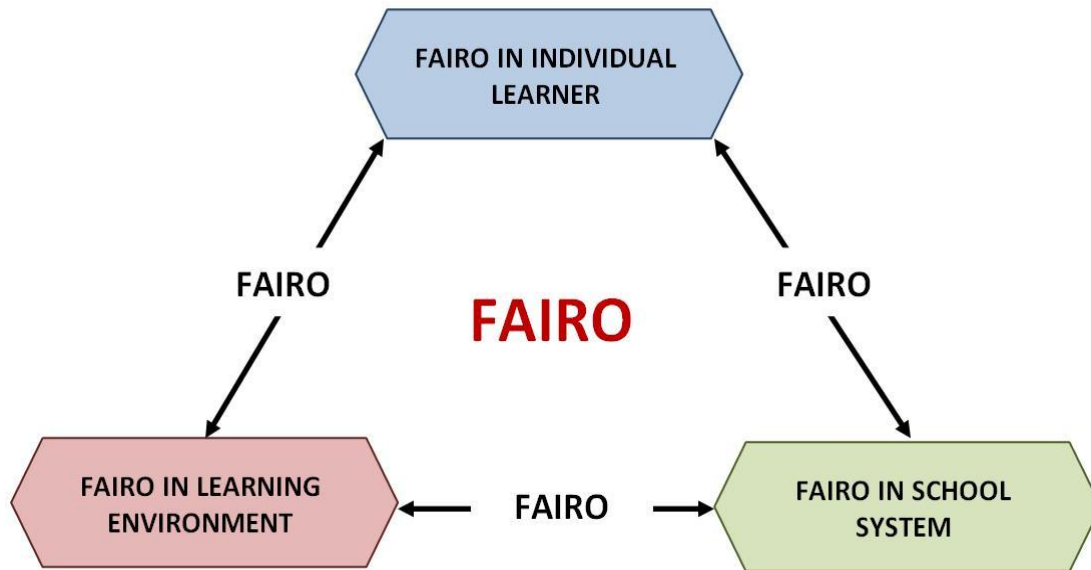 FAIRO IN INDIVIDUAL
LEARNER
FAIRO
FAIRO
FAIRO
FAIRO IN LEARNING
ENVIRONMENT
FAIRO
FAIRO IN SCHOOL
SYSTEM